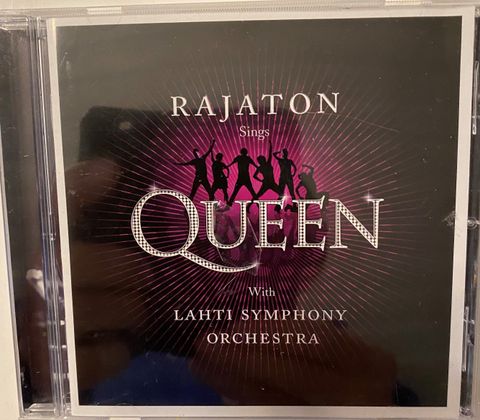 RAJATON
Sings
QUEEN
With
LAHTI SYMPHONY
ORCHESTRA